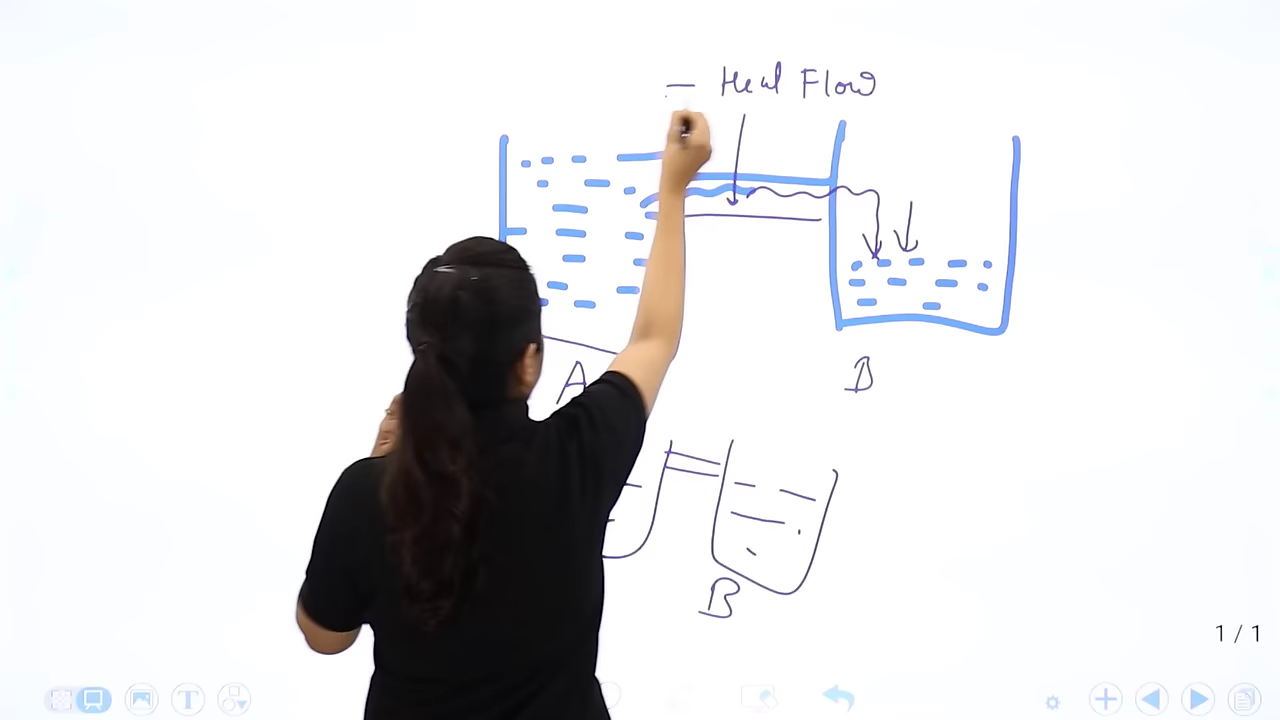 — Heat Flow
A
B
B
1 / 1
T